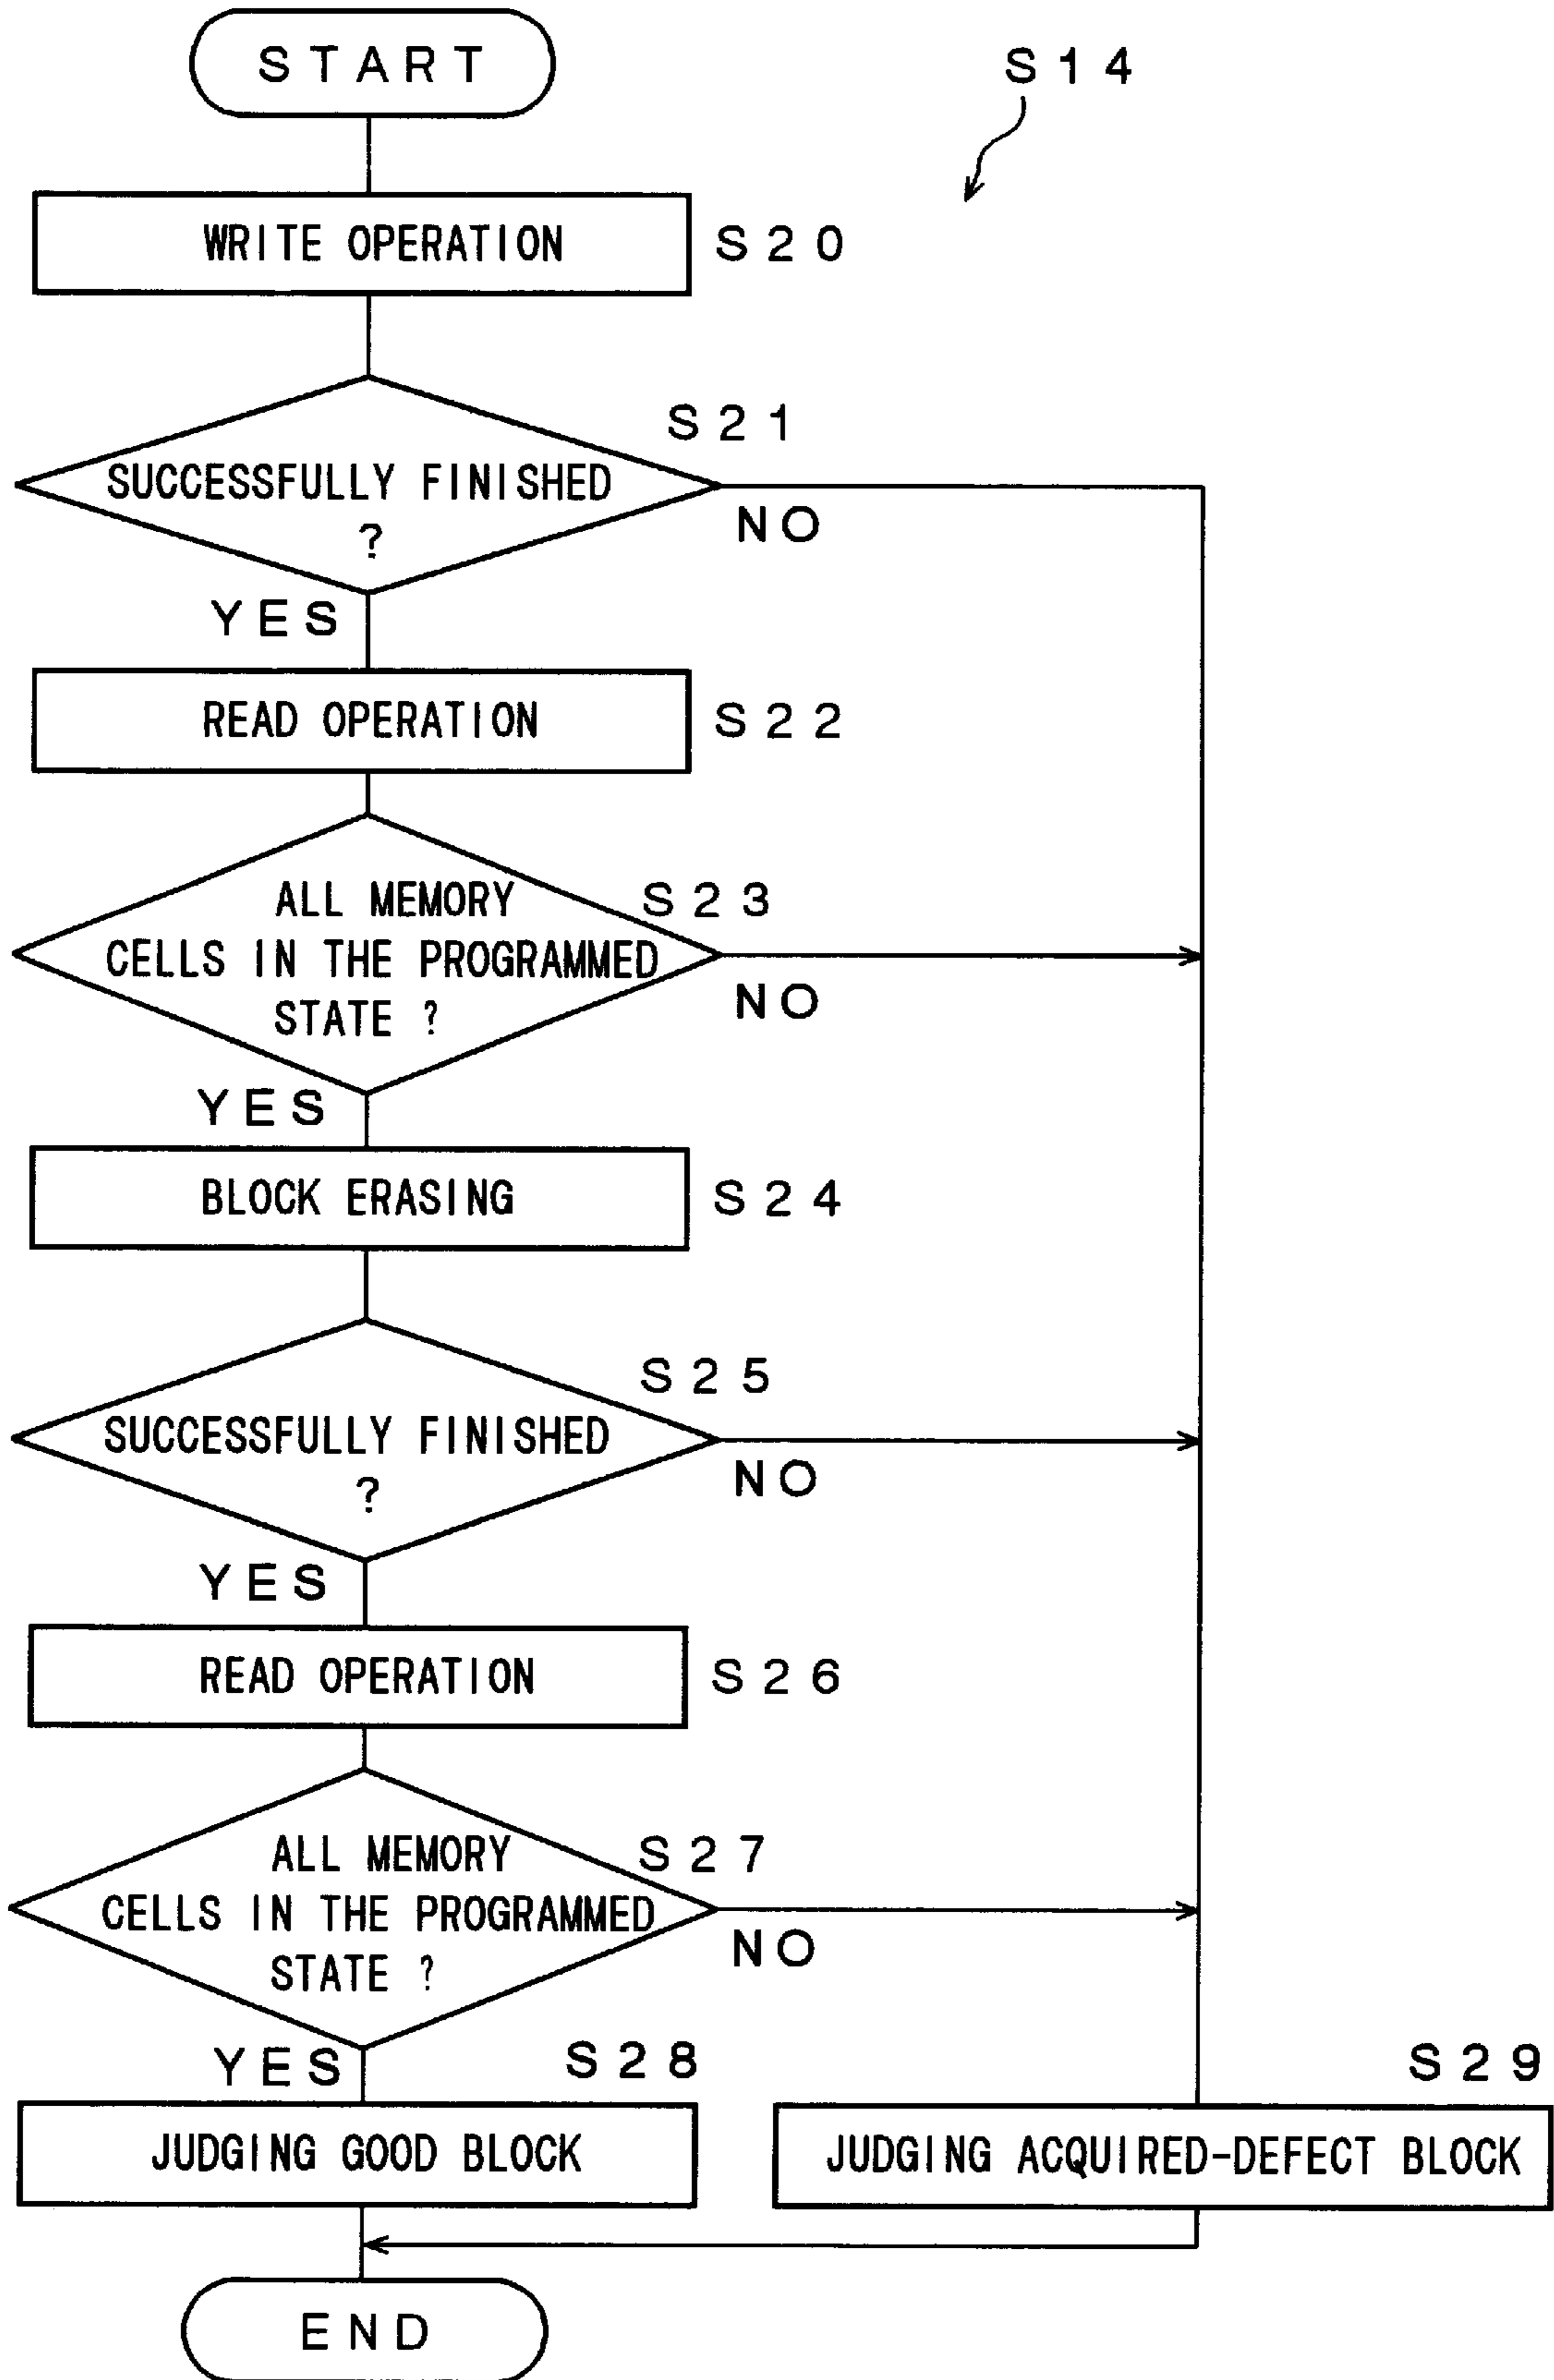 START
S14
WRITE OPERATION
S20
S21
SUCCESSFULLY FINISHED
?
NO
YES
READ OPERATION
S22
ALL MEMORY
S23
CELLS IN THE PROGRAMMED
STATE ?
NO
YES
BLOCK ERASING
S24
S25
SUCCESSFULLY FINISHED
?
NO
YES
READ OPERATION
S26
ALL MEMORY
S27
CELLS IN THE PROGRAMMED
STATE ?
NO
YES
S28
S29
JUDGING GOOD BLOCK
JUDGING ACQUIRED-DEFECT BLOCK
END